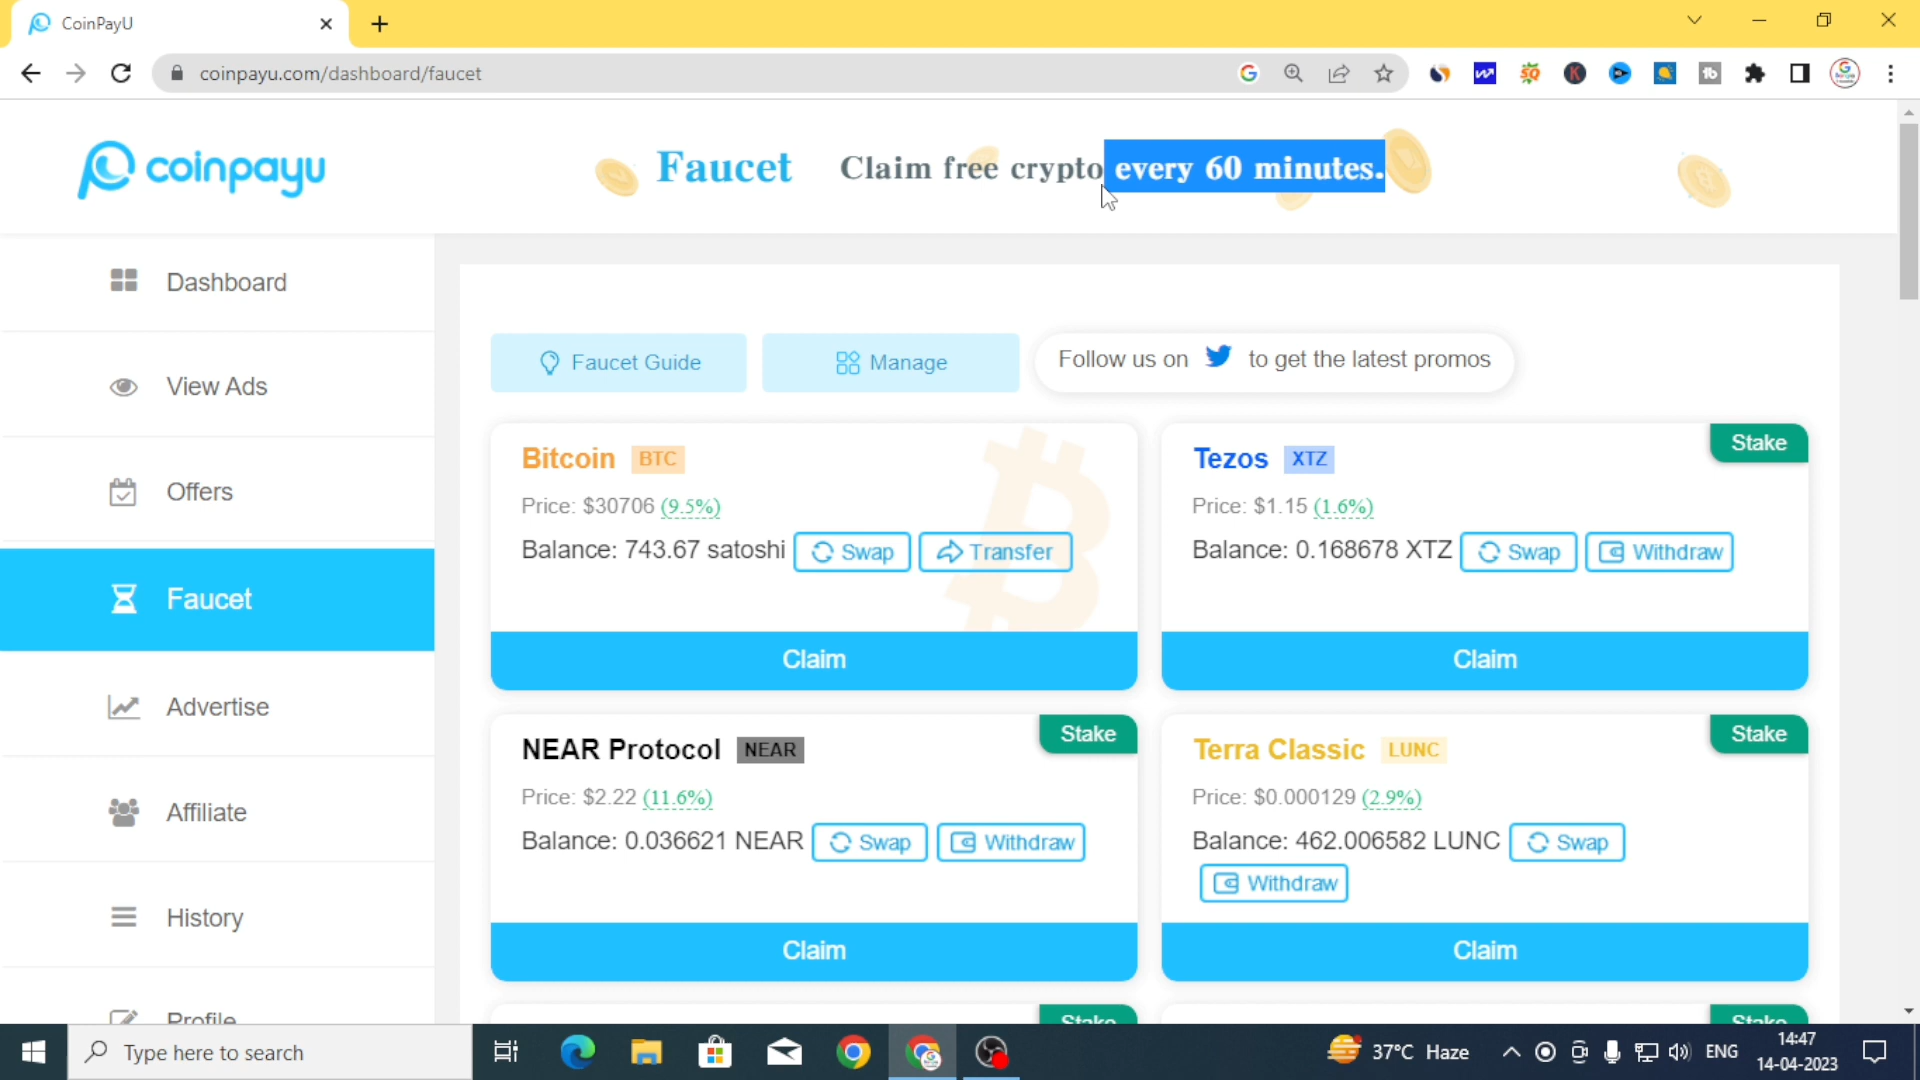 CoinPayU
coinpayu.com/dashboard/faucet
coinpayu
Faucet Claim free crypto every 60 minutes.
Dashboard
View Ads
Offers
Faucet
Advertise
Affiliate
History
Profile
Faucet Guide
Manage
Follow us on to get the latest promos
Bitcoin BTC
Price: $30706 (9.5%)
Balance: 743.67 satoshi Swap Transfer
Claim
Stake
Tezos XTZ
Price: $1.15 (1.6%)
Balance: 0.168678 XTZ Swap Withdraw
Claim
Stake
NEAR Protocol NEAR
Price: $2.22 (11.6%)
Balance: 0.036621 NEAR Swap Withdraw
Claim
Stake
Terra Classic LUNC
Price: $0.000129 (2.9%)
Balance: 462.006582 LUNC Swap
Withdraw
Claim
Stake
Stake
Type here to search
37°C Haze
ENG
14:47
14-04-2023